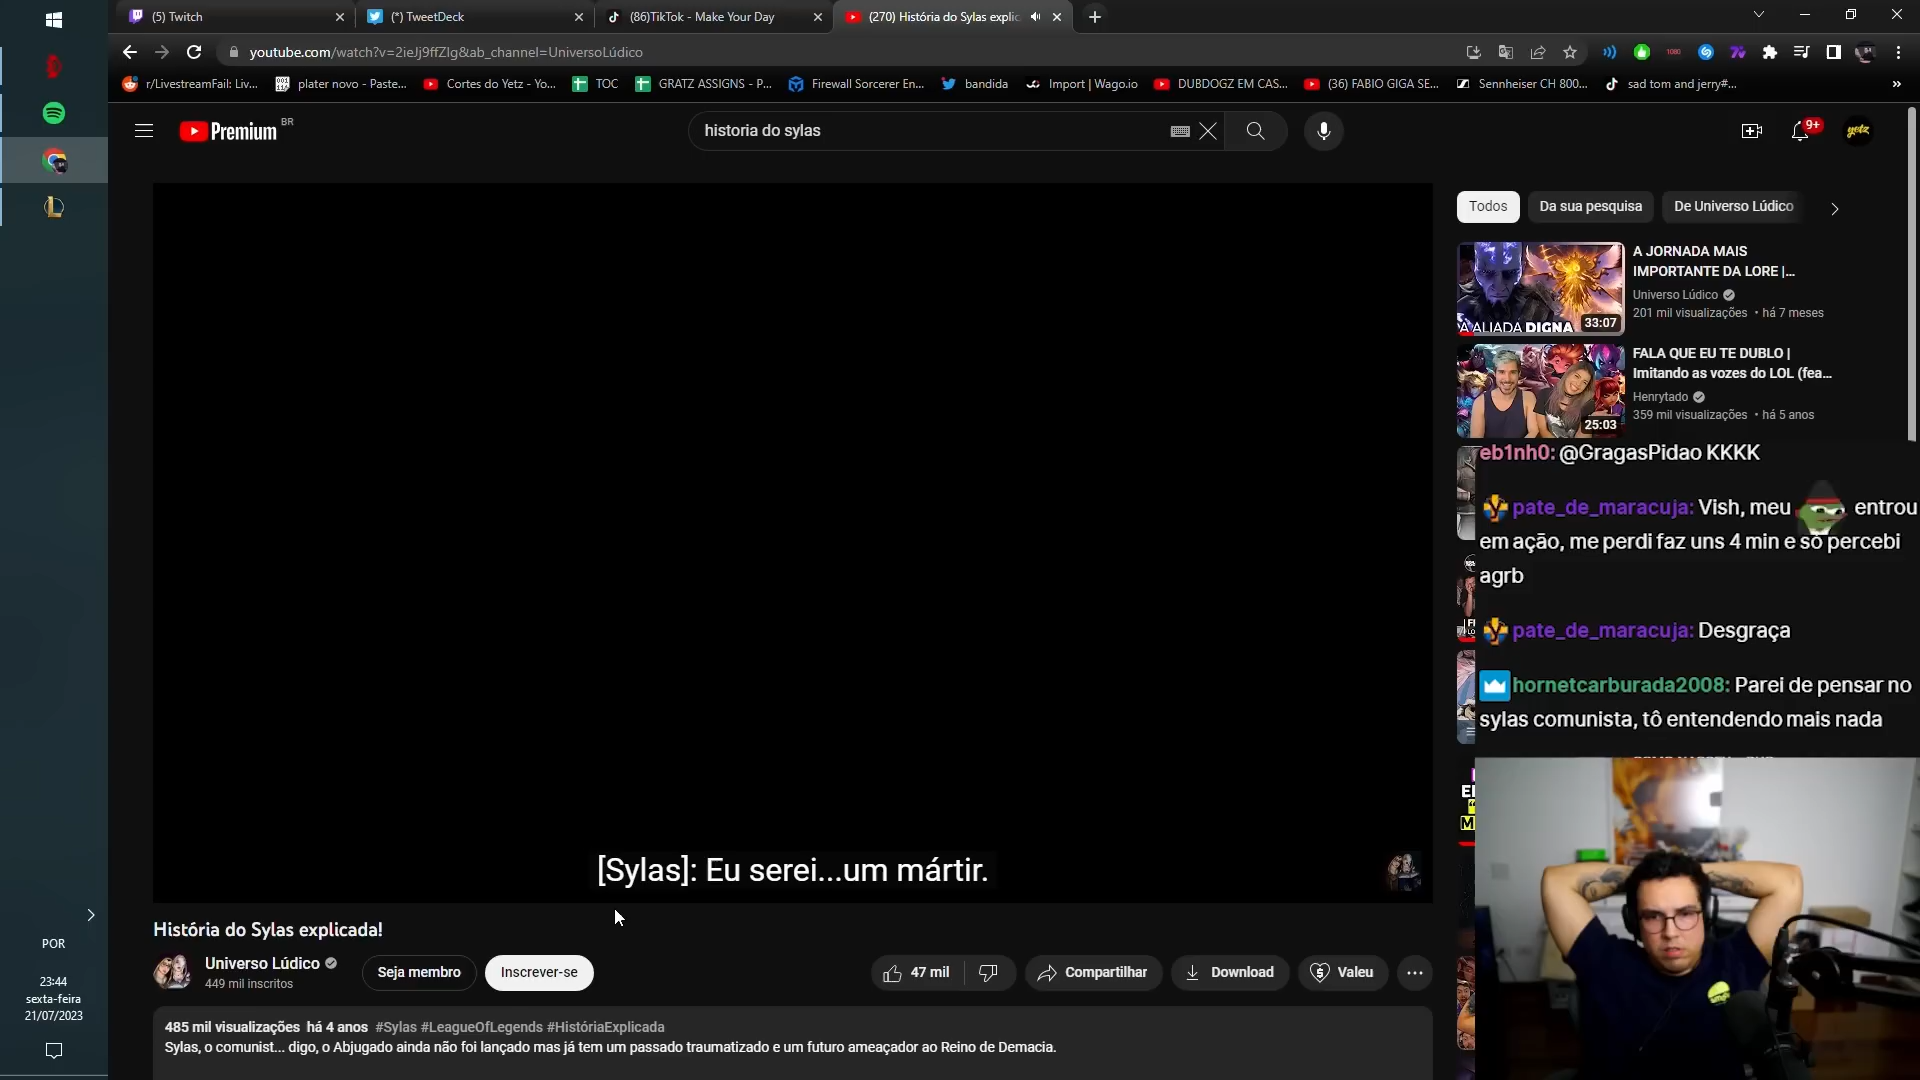 (5) Twitch
(*) TweetDeck
(86)TikTok - Make Your Day
(270) História do Sylas explic
youtube.com/watch?v=2ieJj9ffZIg&ab_channel=UniversoLúdico
r/LivestreamFail: Liv...
plater novo - Paste...
Cortes do Yetz - Yo...
TOC
GRATZ ASSIGNS - P...
Firewall Sorcerer En...
bandida
Import | Wago.io
DUBDOGZ EM CAS...
(36) FABIO GIGA SE...
Sennheiser CH 800...
sad tom and jerry#...
»
Premium BR
historia do sylas
9+
yetz
Todos
Da sua pesquisa
De Universo Lúdico
A JORNADA MAIS
IMPORTANTE DA LORE |...
Universo Lúdico
201 mil visualizações • há 7 meses
A ALIADA DIGNA
33:07
FALA QUE EU TE DUBLO |
Imitando as vozes do LOL (fea...
Henrytado
359 mil visualizações • há 5 anos
25:03
eb1nh0: @GragasPidao KKKK
pate_de_maracuja: Vish, meu entrou
em ação, me perdi faz uns 4 min e só percebi
agrb
pate_de_maracuja: Desgraça
hornetcarburada2008: Parei de pensar no
sylas comunista, tô entendendo mais nada
[Sylas]: Eu serei...um mártir.
História do Sylas explicada!
Universo Lúdico
449 mil inscritos
Seja membro
Inscrever-se
47 mil
Compartilhar
Download
Valeu
485 mil visualizações há 4 anos #Sylas #LeagueOfLegends #HistóriaExplicada
Sylas, o comunist... digo, o Abjugado ainda não foi lançado mas já tem um passado traumatizado e um futuro ameaçador ao Reino de Demacia.
POR
23:44
sexta-feira
21/07/2023